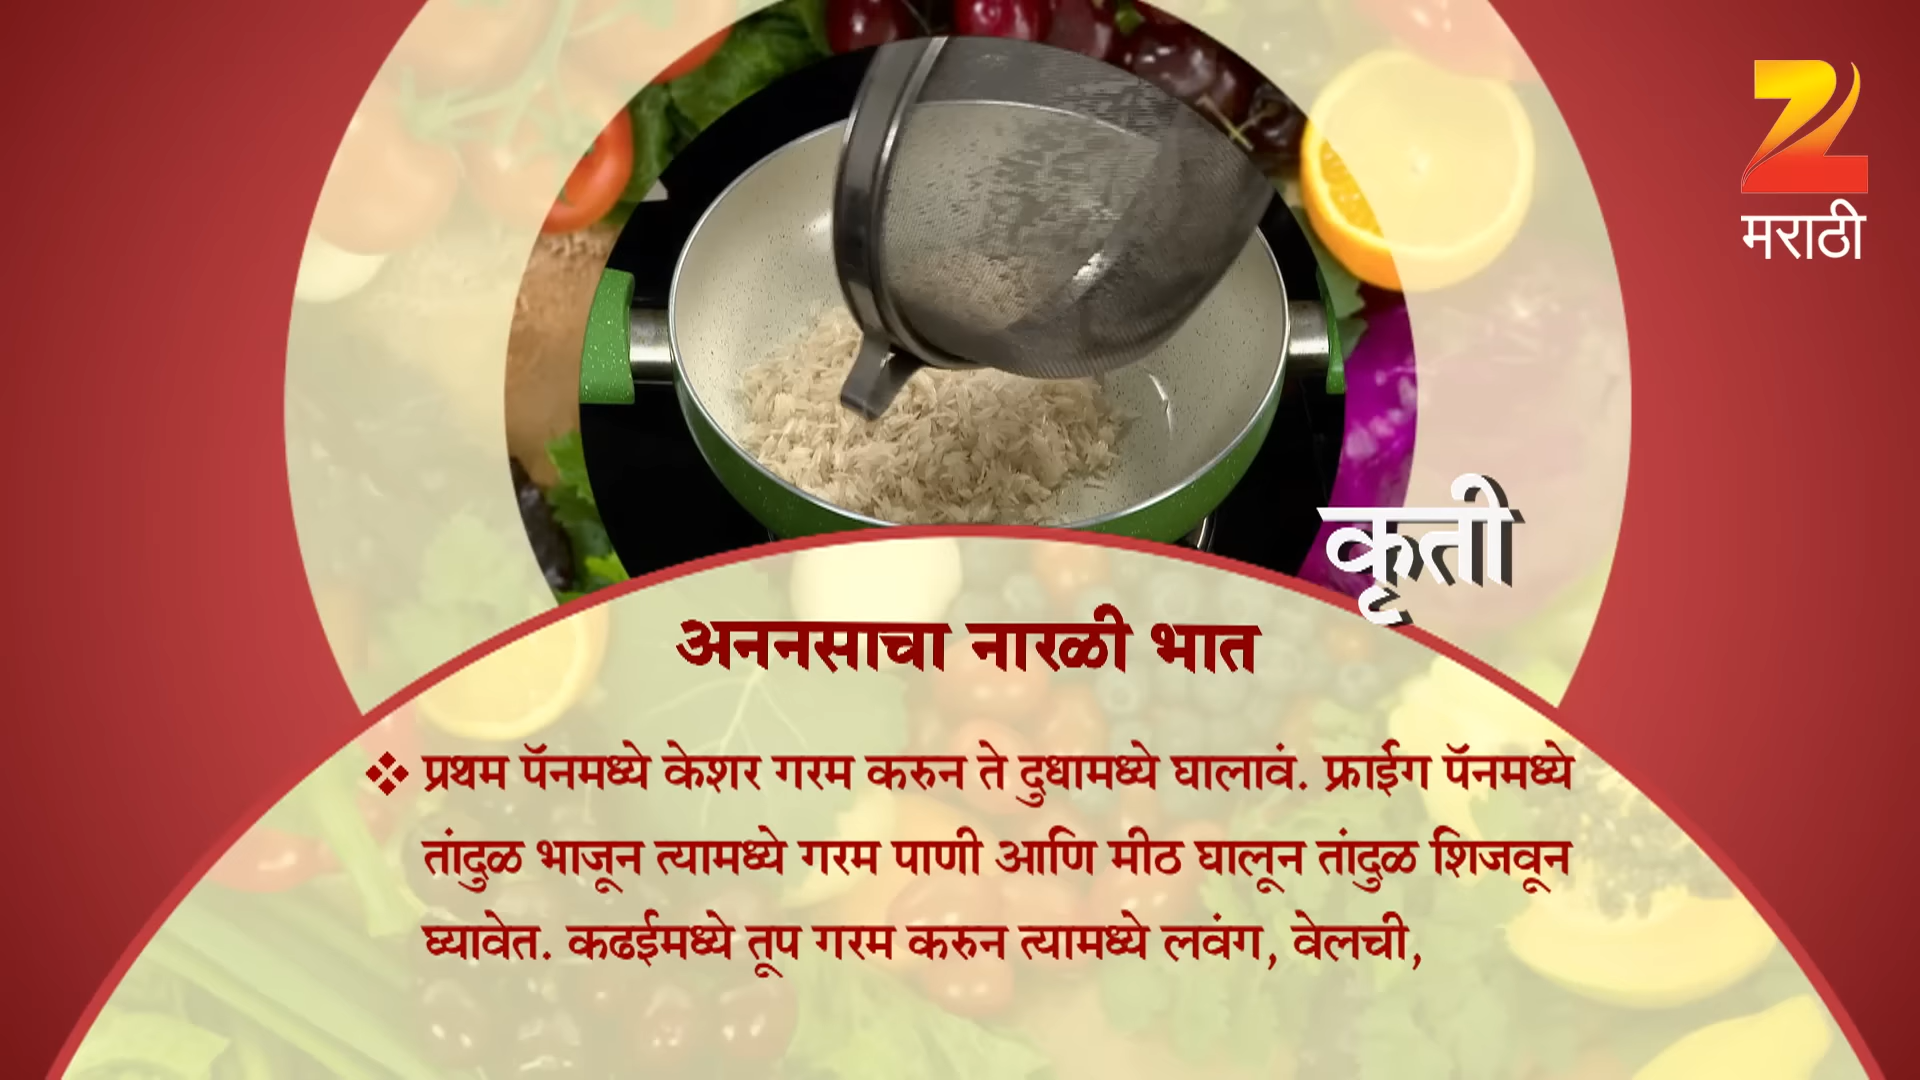 मराठी
कृती
अननसाचा नारळी भात
❖ प्रथम पॅनमध्ये केशर गरम करुन ते दुधामध्ये घालावं. फ्राईंग पॅनमध्ये
तांदुळ भाजून त्यामध्ये गरम पाणी आणि मीठ घालून तांदुळ शिजवून
घ्यावेत. कढईमध्ये तूप गरम करुन त्यामध्ये लवंग, वेलची,